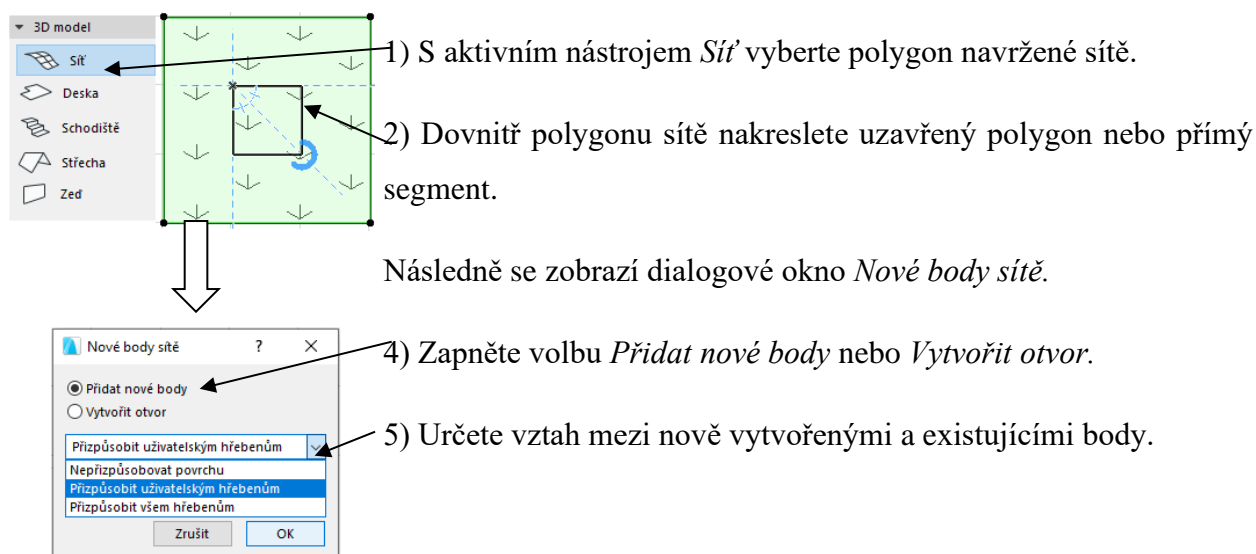 3D model
Síť
Deska
Schodiště
Střecha
Zeď
1) S aktivním nástrojem Síť vyberte polygon navržené sítě.
2) Dovnitř polygonu sítě nakreslete uzavřený polygon nebo přímý
segment.
Následně se zobrazí dialogové okno Nové body sítě.
Nové body sítě ?
Přidat nové body
Vytvořit otvor
Přizpůsobit uživatelským hřebenům
Nepřizpůsobovat povrchu
Přizpůsobit uživatelským hřebenům
Přizpůsobit všem hřebenům
Zrušit OK
4) Zapněte volbu Přidat nové body nebo Vytvořit otvor.
5) Určete vztah mezi nově vytvořenými a existujícími body.